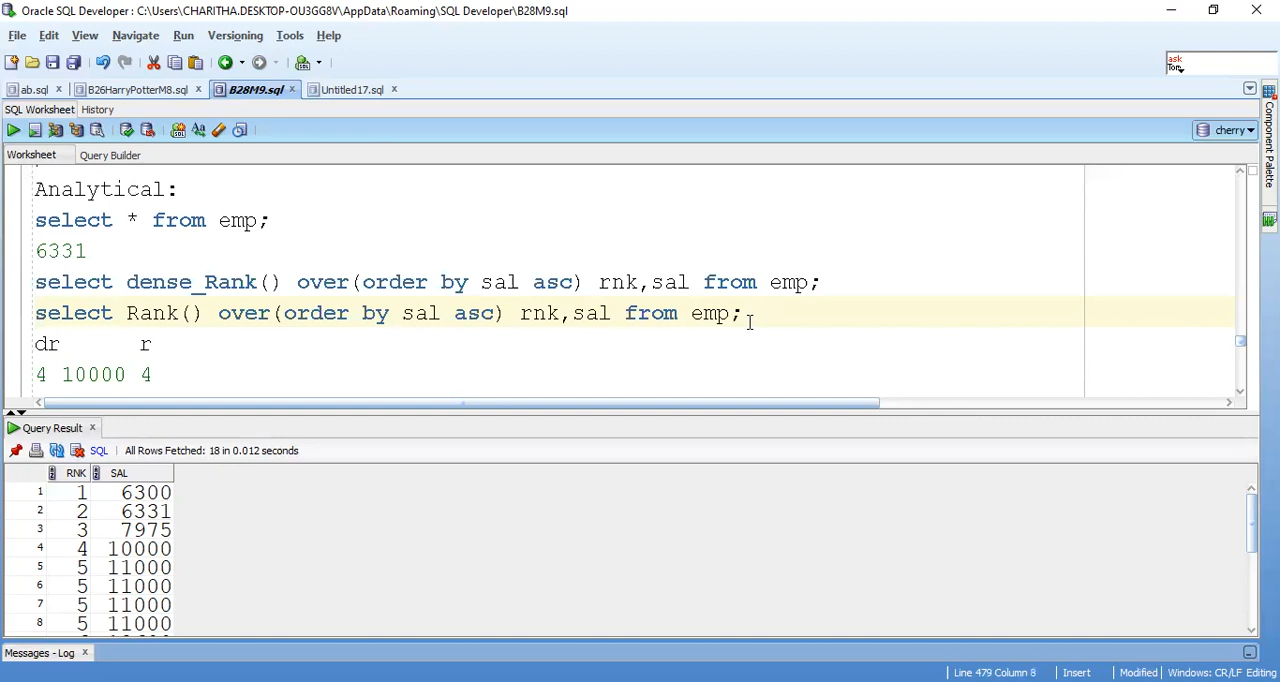 Oracle SQL Developer : C:\Users\CHARITHA.DESKTOP-OU3GG8V\AppData\Roaming\SQL Developer\B28M9.sql
File Edit View Navigate Run Versioning Tools Help
ask
Tom
ab.sql B26HarryPotterM8.sql B28M9.sql Untitled17.sql
SQL Worksheet History
cherry
Worksheet Query Builder
Component Palette
Analytical:
select * from emp;
6331
select dense_Rank() over(order by sal asc) rnk,sal from emp;
select Rank() over(order by sal asc) rnk,sal from emp;
dr r
4 10000 4
Query Result
SQL | All Rows Fetched: 18 in 0.012 seconds
RNK SAL
1 1 6300
2 2 6331
3 3 7975
4 4 10000
5 5 11000
6 5 11000
7 5 11000
8 5 11000
Messages - Log
Line 479 Column 8 | Insert | Modified | Windows: CR/LF Editing